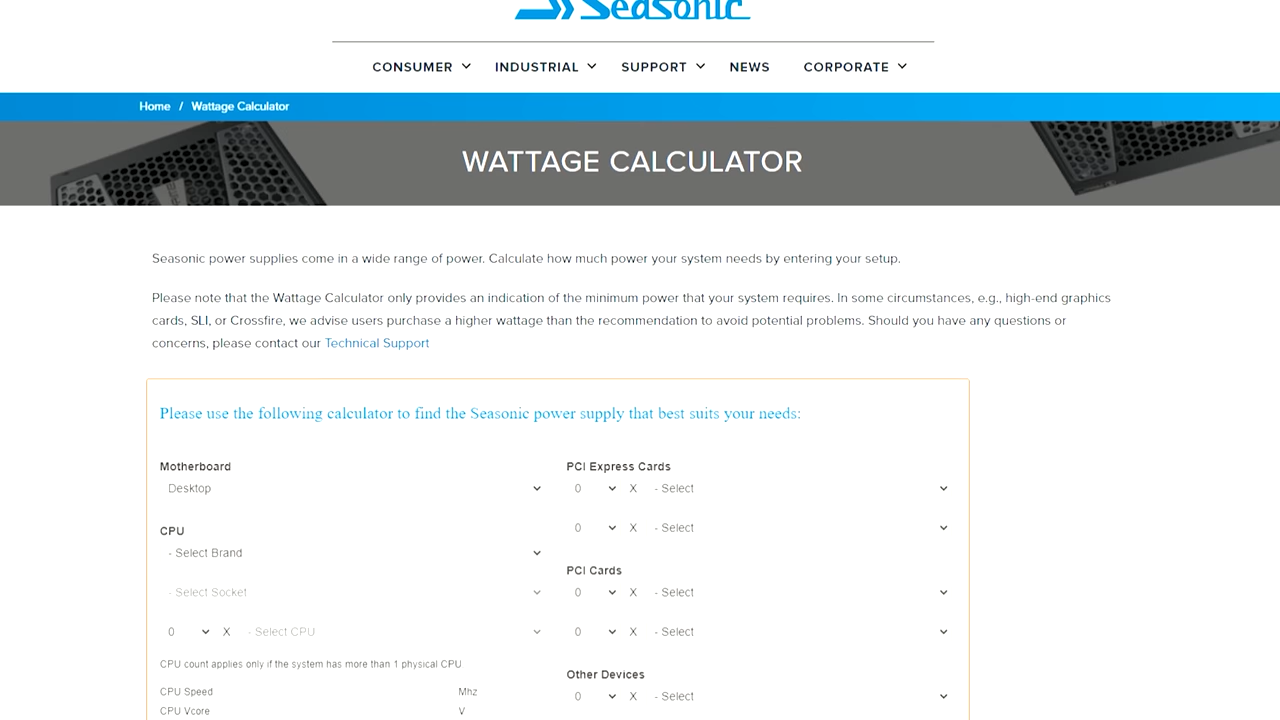 Seasonic
CONSUMER INDUSTRIAL SUPPORT NEWS CORPORATE
Home / Wattage Calculator
WATTAGE CALCULATOR
Seasonic power supplies come in a wide range of power. Calculate how much power your system needs by entering your setup.
Please note that the Wattage Calculator only provides an indication of the minimum power that your system requires. In some circumstances, e.g., high-end graphics
cards, SLI, or Crossfire, we advise users purchase a higher wattage than the recommendation to avoid potential problems. Should you have any questions or
concerns, please contact our Technical Support
Please use the following calculator to find the Seasonic power supply that best suits your needs:
Motherboard
Desktop
CPU
- Select Brand
- Select Socket
0 X - Select CPU
CPU count applies only if the system has more than 1 physical CPU
CPU Speed Mhz
CPU Vcore V
PCI Express Cards
0 X - Select
0 X - Select
PCI Cards
0 X - Select
0 X - Select
Other Devices
0 X - Select